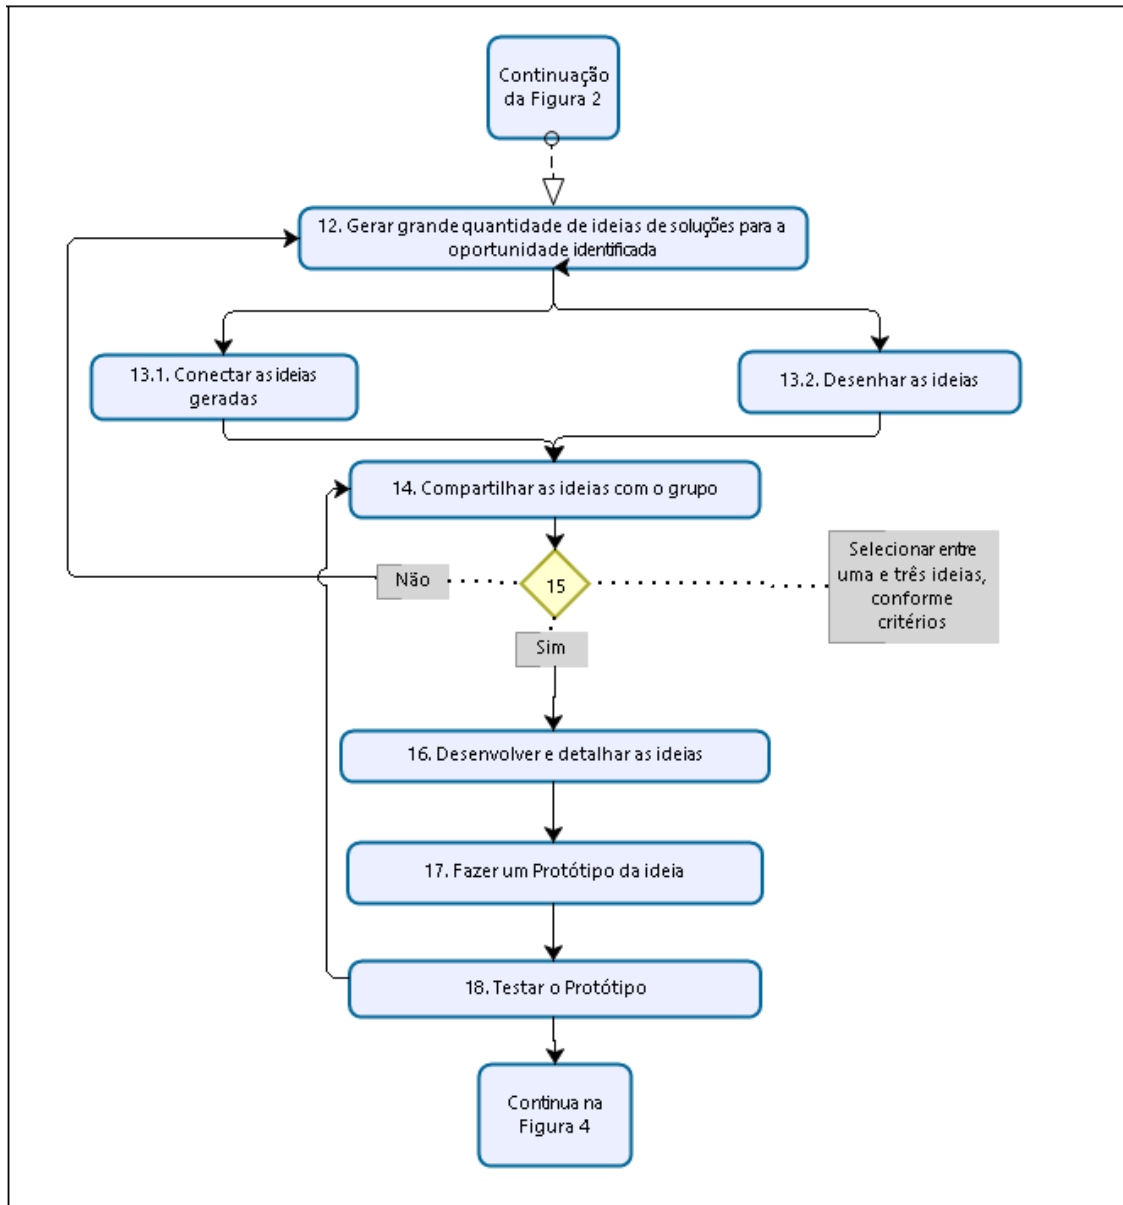 Continuação
da Figura 2
12. Gerar grande quantidade de ideias de soluções para a
oportunidade identificada
13.1. Conectar as ideias
geradas
13.2. Desenhar as ideias
14. Compartilhar as ideias com o grupo
Não
15
Selecionar entre
uma e três ideias,
conforme
critérios
Sim
16. Desenvolver e detalhar as ideias
17. Fazer um Protótipo da ideia
18. Testar o Protótipo
Continua na
Figura 4